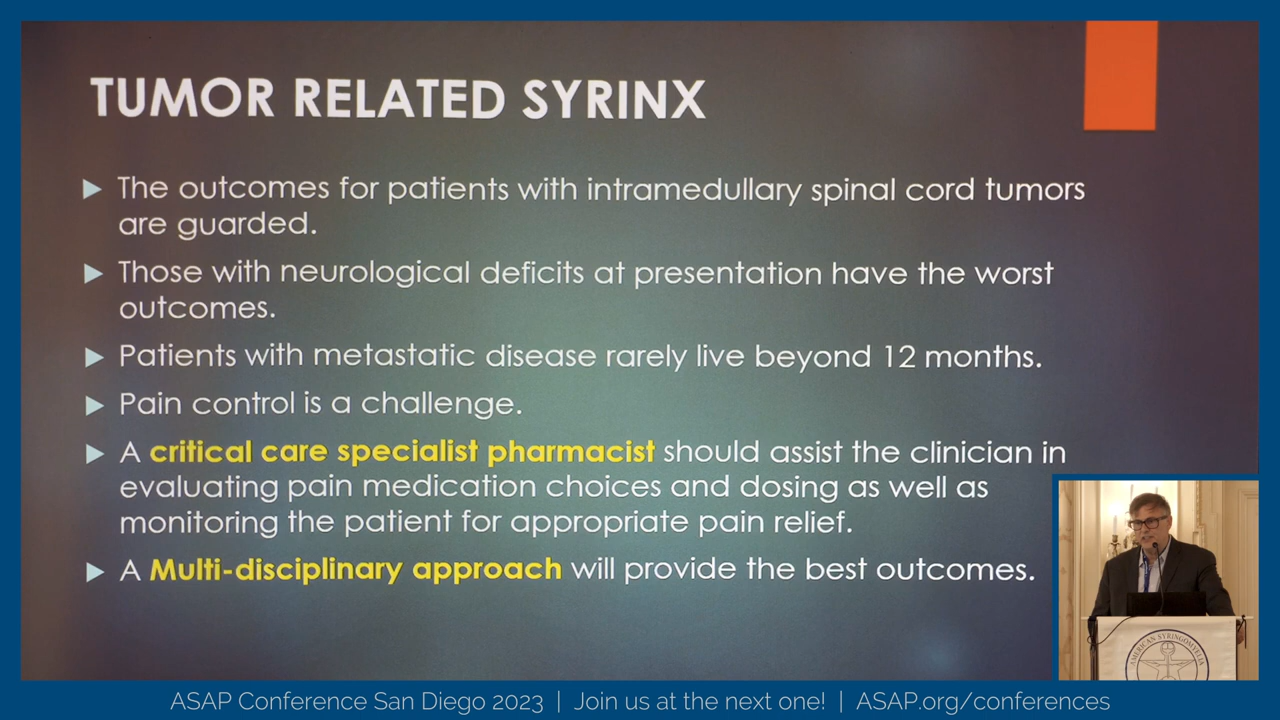 TUMOR RELATED SYRINX
The outcomes for patients with intramedullary spinal cord tumors
are guarded.
Those with neurological deficits at presentation have the worst
outcomes.
Patients with metastatic disease rarely live beyond 12 months.
Pain control is a challenge.
A critical care specialist pharmacist should assist the clinician in
evaluating pain medication choices and dosing as well as
monitoring the patient for appropriate pain relief.
A Multi-disciplinary approach will provide the best outcomes.
AMERICAN SYRINGOMYELIA
ASAP Conference San Diego 2023 | Join us at the next one! | ASAP.org/conferences